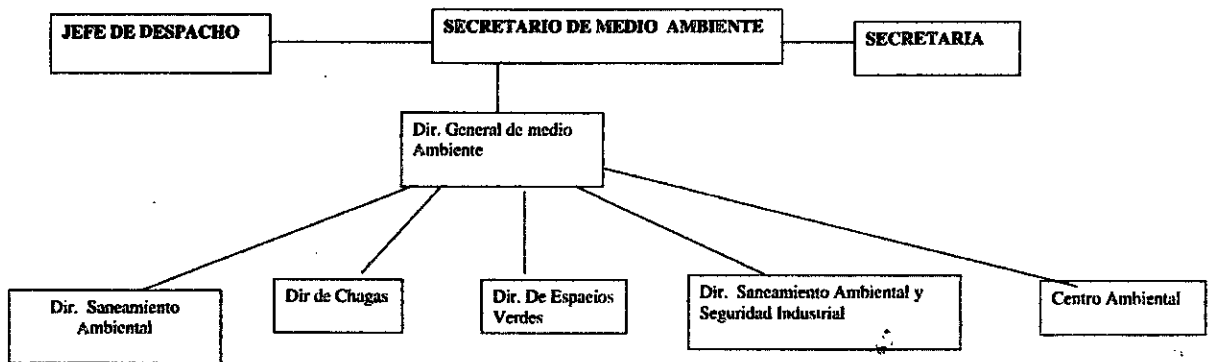 JEFE DE DESPACHO
SECRETARIO DE MEDIO AMBIENTE
SECRETARIA
Dir. General de medio
Ambiente
Dir. Saneamiento
Ambiental
Dir de Chagas
Dir. De Espacios
Verdes
Dir. Saneamiento Ambiental y
Seguridad Industrial
Centro Ambiental